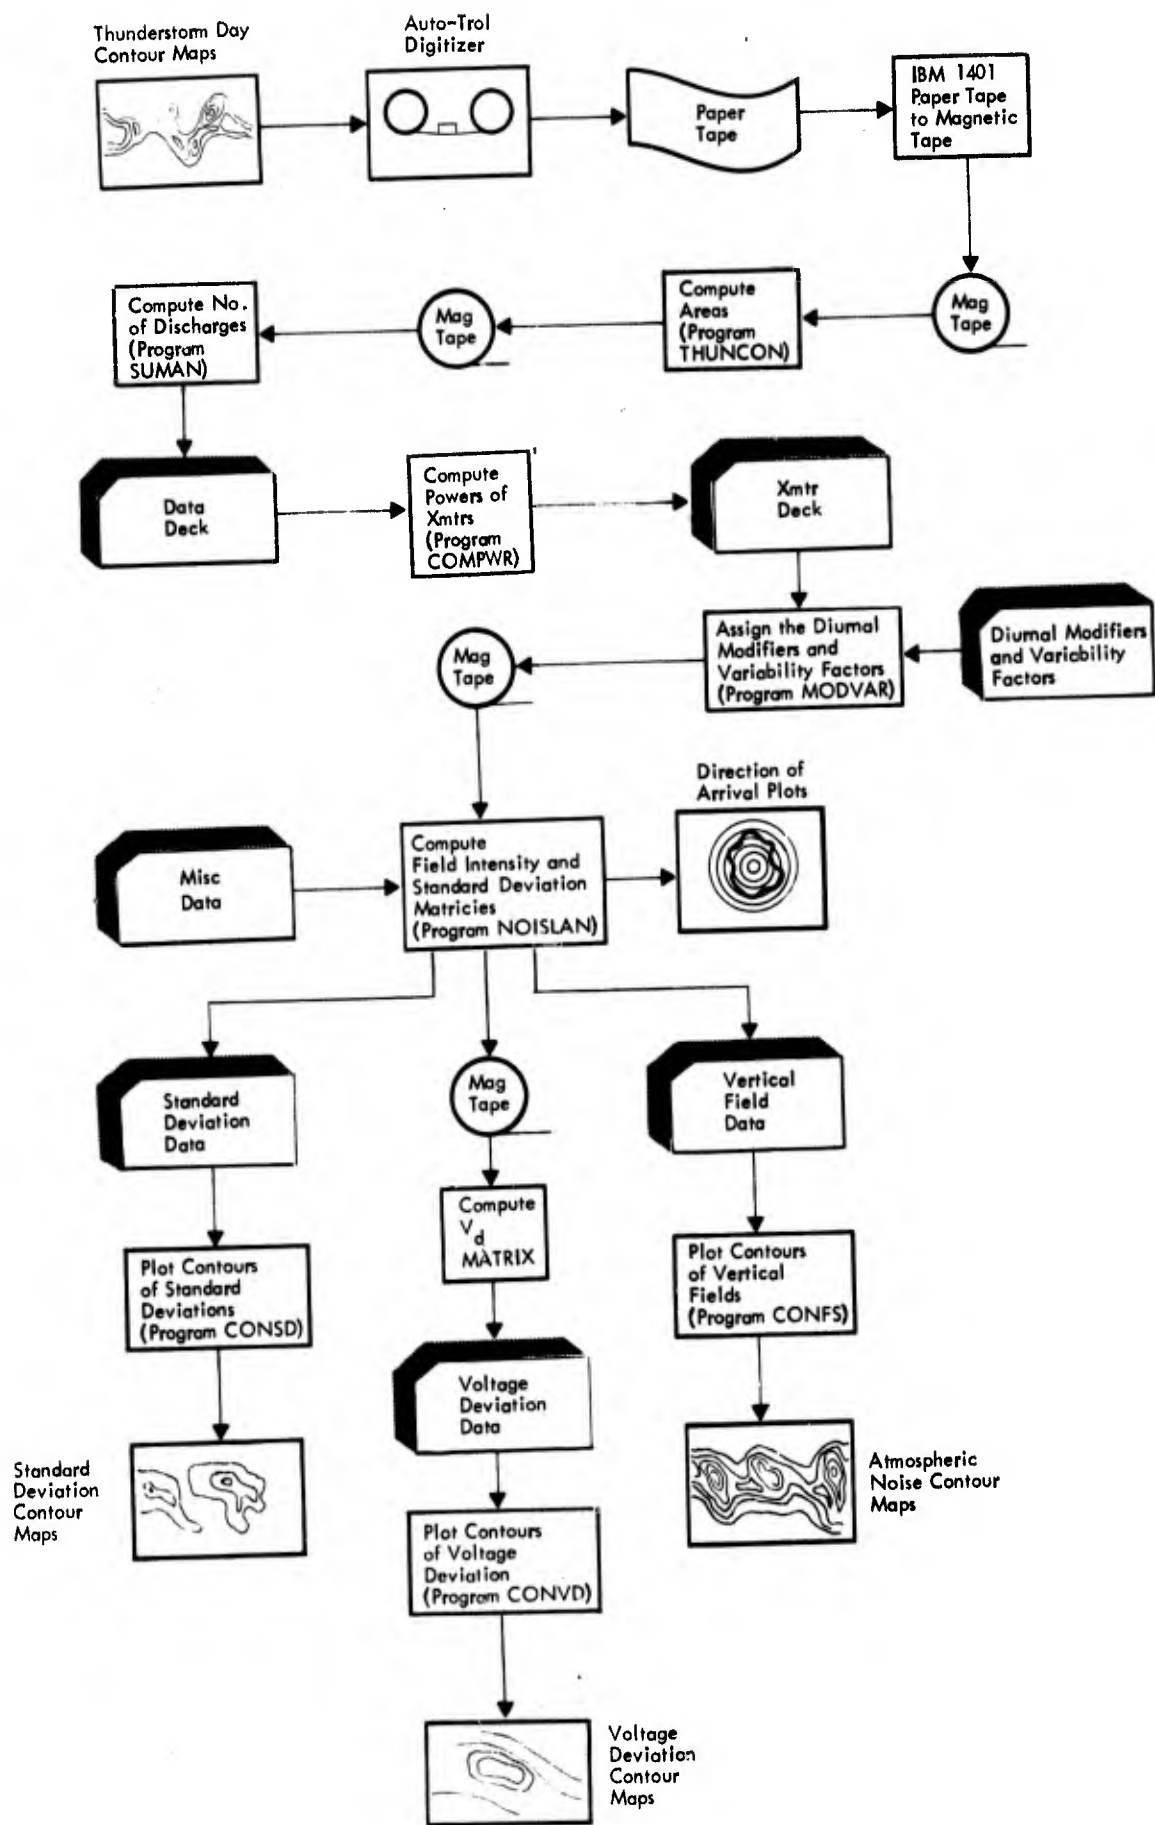 Thunderstorm Day
Contour Maps
Auto-Trol
Digitizer
Paper
Tape
IBM 1401
Paper Tape
to Magnetic
Tape
Compute No.
of Discharges
(Program
SUMAN)
Mag
Tape
Compute
Areas
(Program
THUNCON)
Mag
Tape
Data
Deck
Compute
Powers of
Xmtrs
(Program
COMPWR)
Xmtr
Deck
Mag
Tape
Assign the Diurnal
Modifiers and
Variability Factors
(Program MODVAR)
Diurnal Modifiers
and Variability
Factors
Direction of
Arrival Plots
Misc
Data
Compute
Field Intensity and
Standard Deviation
Matricies
(Program NOISLAN)
Standard
Deviation
Data
Mag
Tape
Vertical
Field
Data
Compute
Vd
MATRIX
Plot Contours
of Standard
Deviations
(Program CONSD)
Plot Contours
of Vertical
Fields
(Program CONFS)
Voltage
Deviation
Data
Standard
Deviation
Contour
Maps
Atmospheric
Noise Contour
Maps
Plot Contours
of Voltage
Deviation
(Program CONVD)
Voltage
Deviation
Contour
Maps